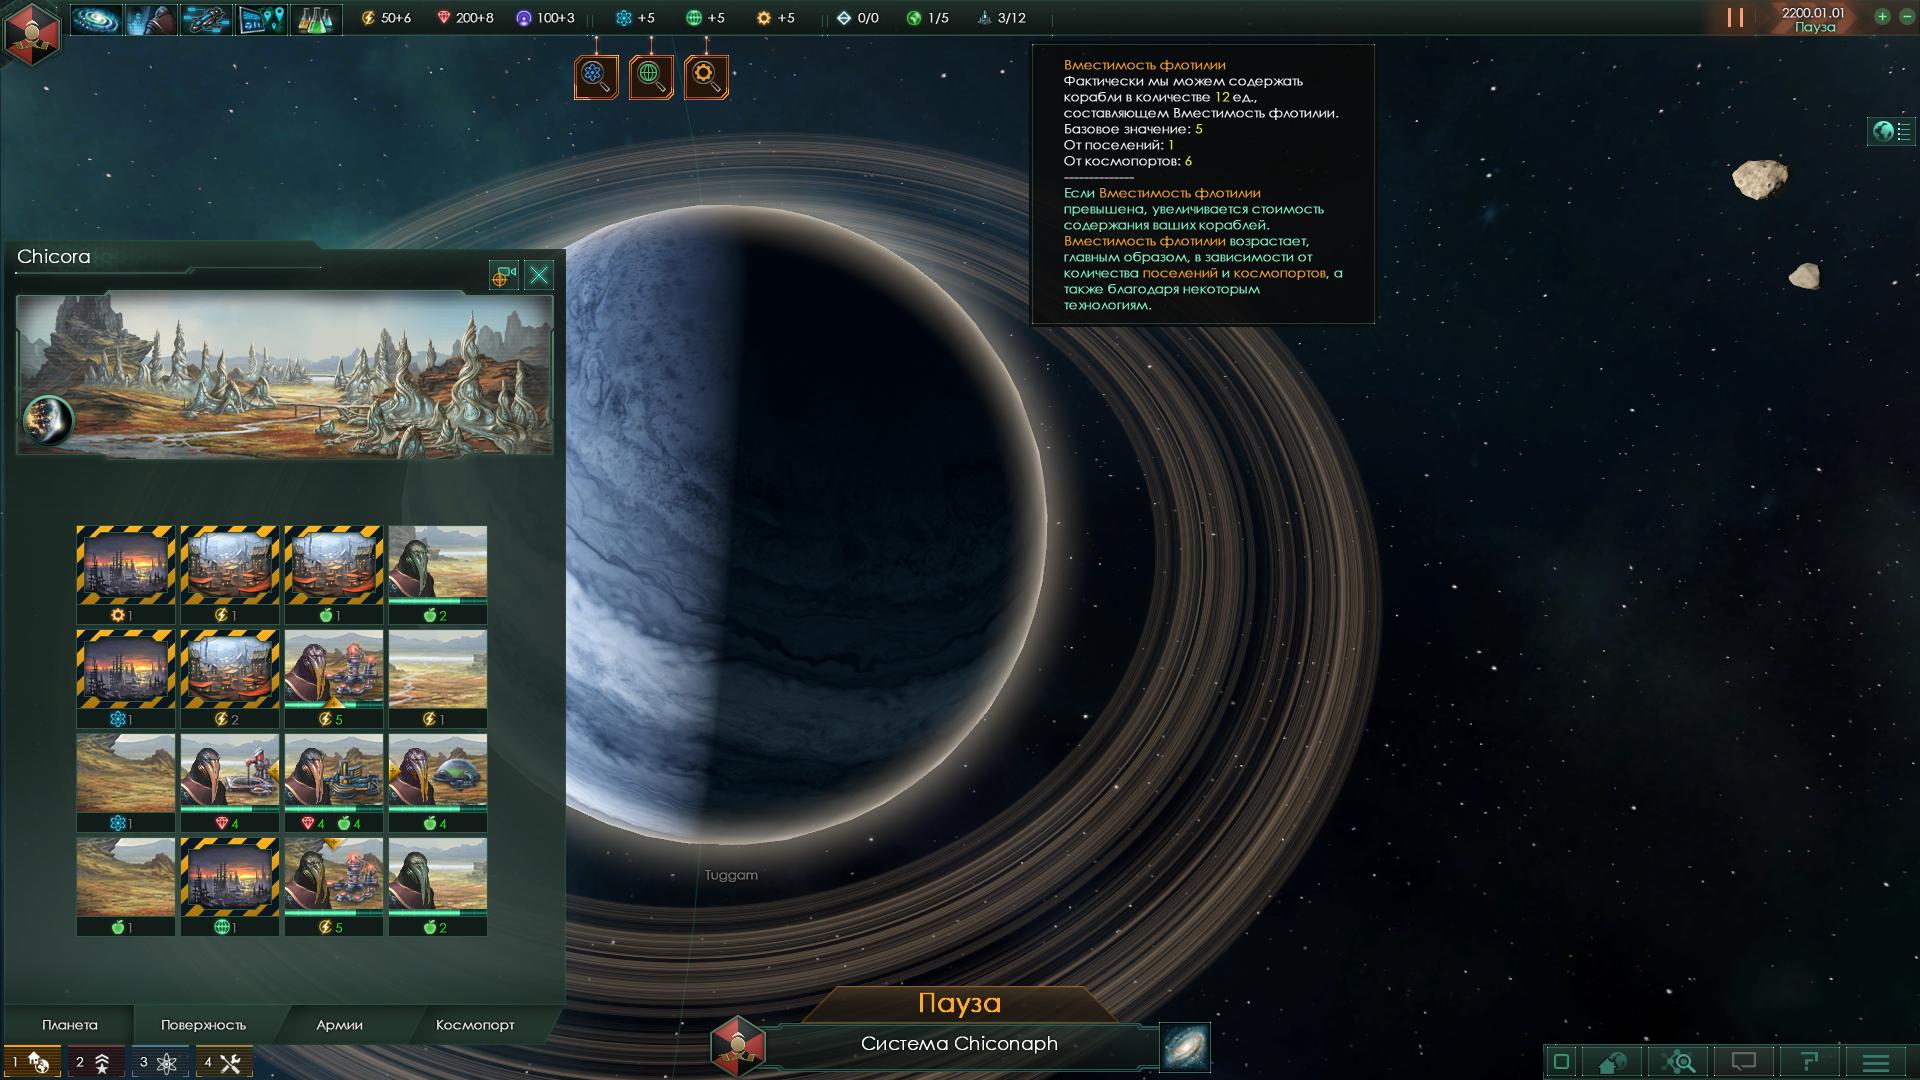 50+6
200+8
100+3
+5
+5
+5
0/0
1/5
3/12
2200.01.01
Пауза
Вместимость флотилии
Фактически мы можем содержать
корабли в количестве 12 ед.,
составляющем Вместимость флотилии.
Базовое значение: 5
От поселений: 1
От космопортов: 6
--------------
Если Вместимость флотилии
превышена, увеличивается стоимость
содержания ваших кораблей.
Вместимость флотилии возрастает,
главным образом, в зависимости от
количества поселений и космопортов, а
также благодаря некоторым
технологиям.
Chicora
1
1
1
2
1
2
5
1
1
4
4 4
4
1
1
5
2
Планета
Поверхность
Армии
Космопорт
1
2
3
4
Tuggam
Пауза
Система Chiconaph